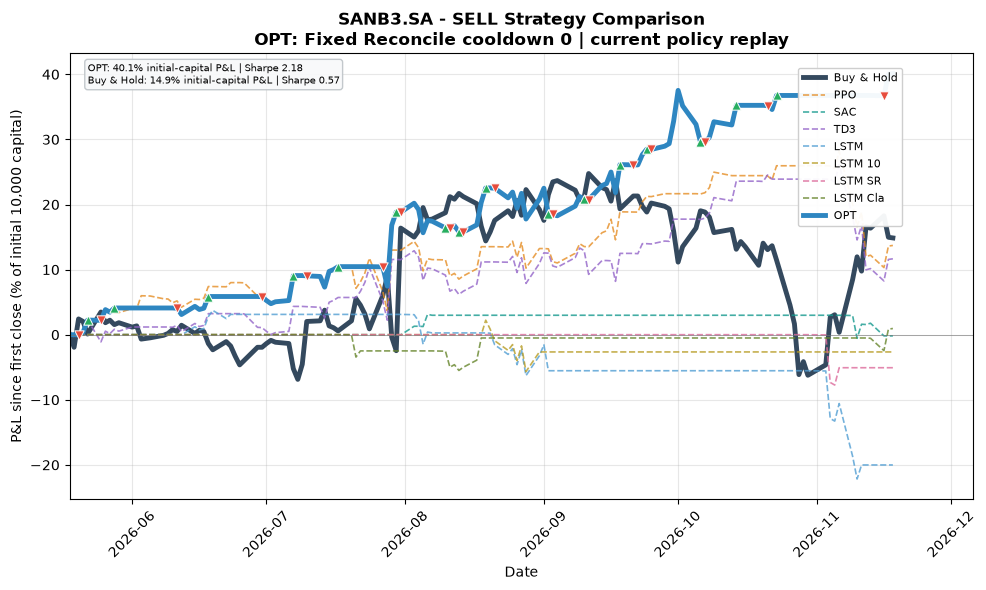 SANB3.SA - SELL Strategy Comparison
OPT: Fixed Reconcile cooldown 0 | current policy replay
OPT: 40.1% initial-capital P&L | Sharpe 2.18
Buy & Hold: 14.9% initial-capital P&L | Sharpe 0.57
Buy & Hold
PPO
SAC
TD3
LSTM
LSTM 10
LSTM SR
LSTM Cla
OPT
P&L since first close (% of initial 10,000 capital)
40
30
20
10
0
−10
−20
2026-06
2026-07
2026-08
2026-09
2026-10
2026-11
2026-12
Date